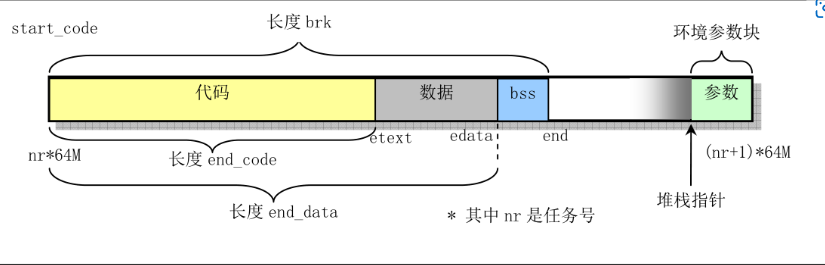 start_code
长度 brk
环境参数块
代码
数据
bss
参数
etext
edata
end
nr*64M
长度 end_code
(nr+1)*64M
堆栈指针
长度 end_data
* 其中 nr 是任务号